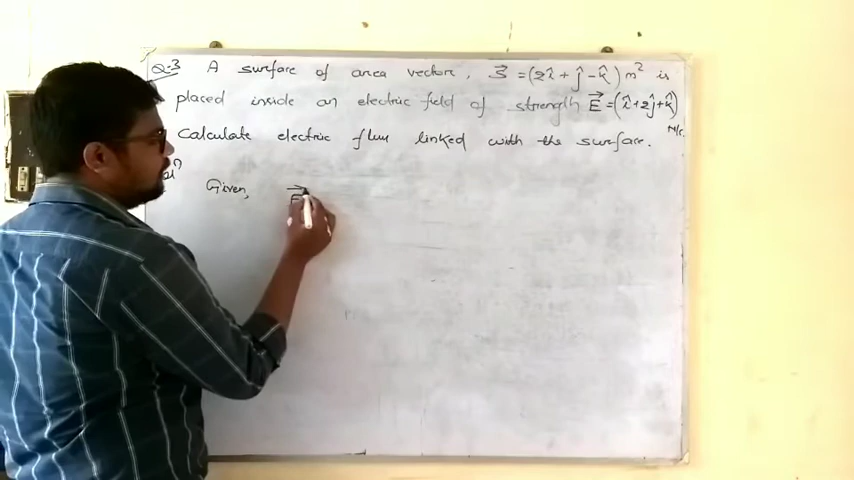 Q.3 A surface of area vector, S⃗ = (2î + ĵ - k̂) m² is
placed inside an electric field of strength E⃗ = (î + 2ĵ + k̂) N/C.
Calculate electric flux linked with the surface.
Given, E⃗